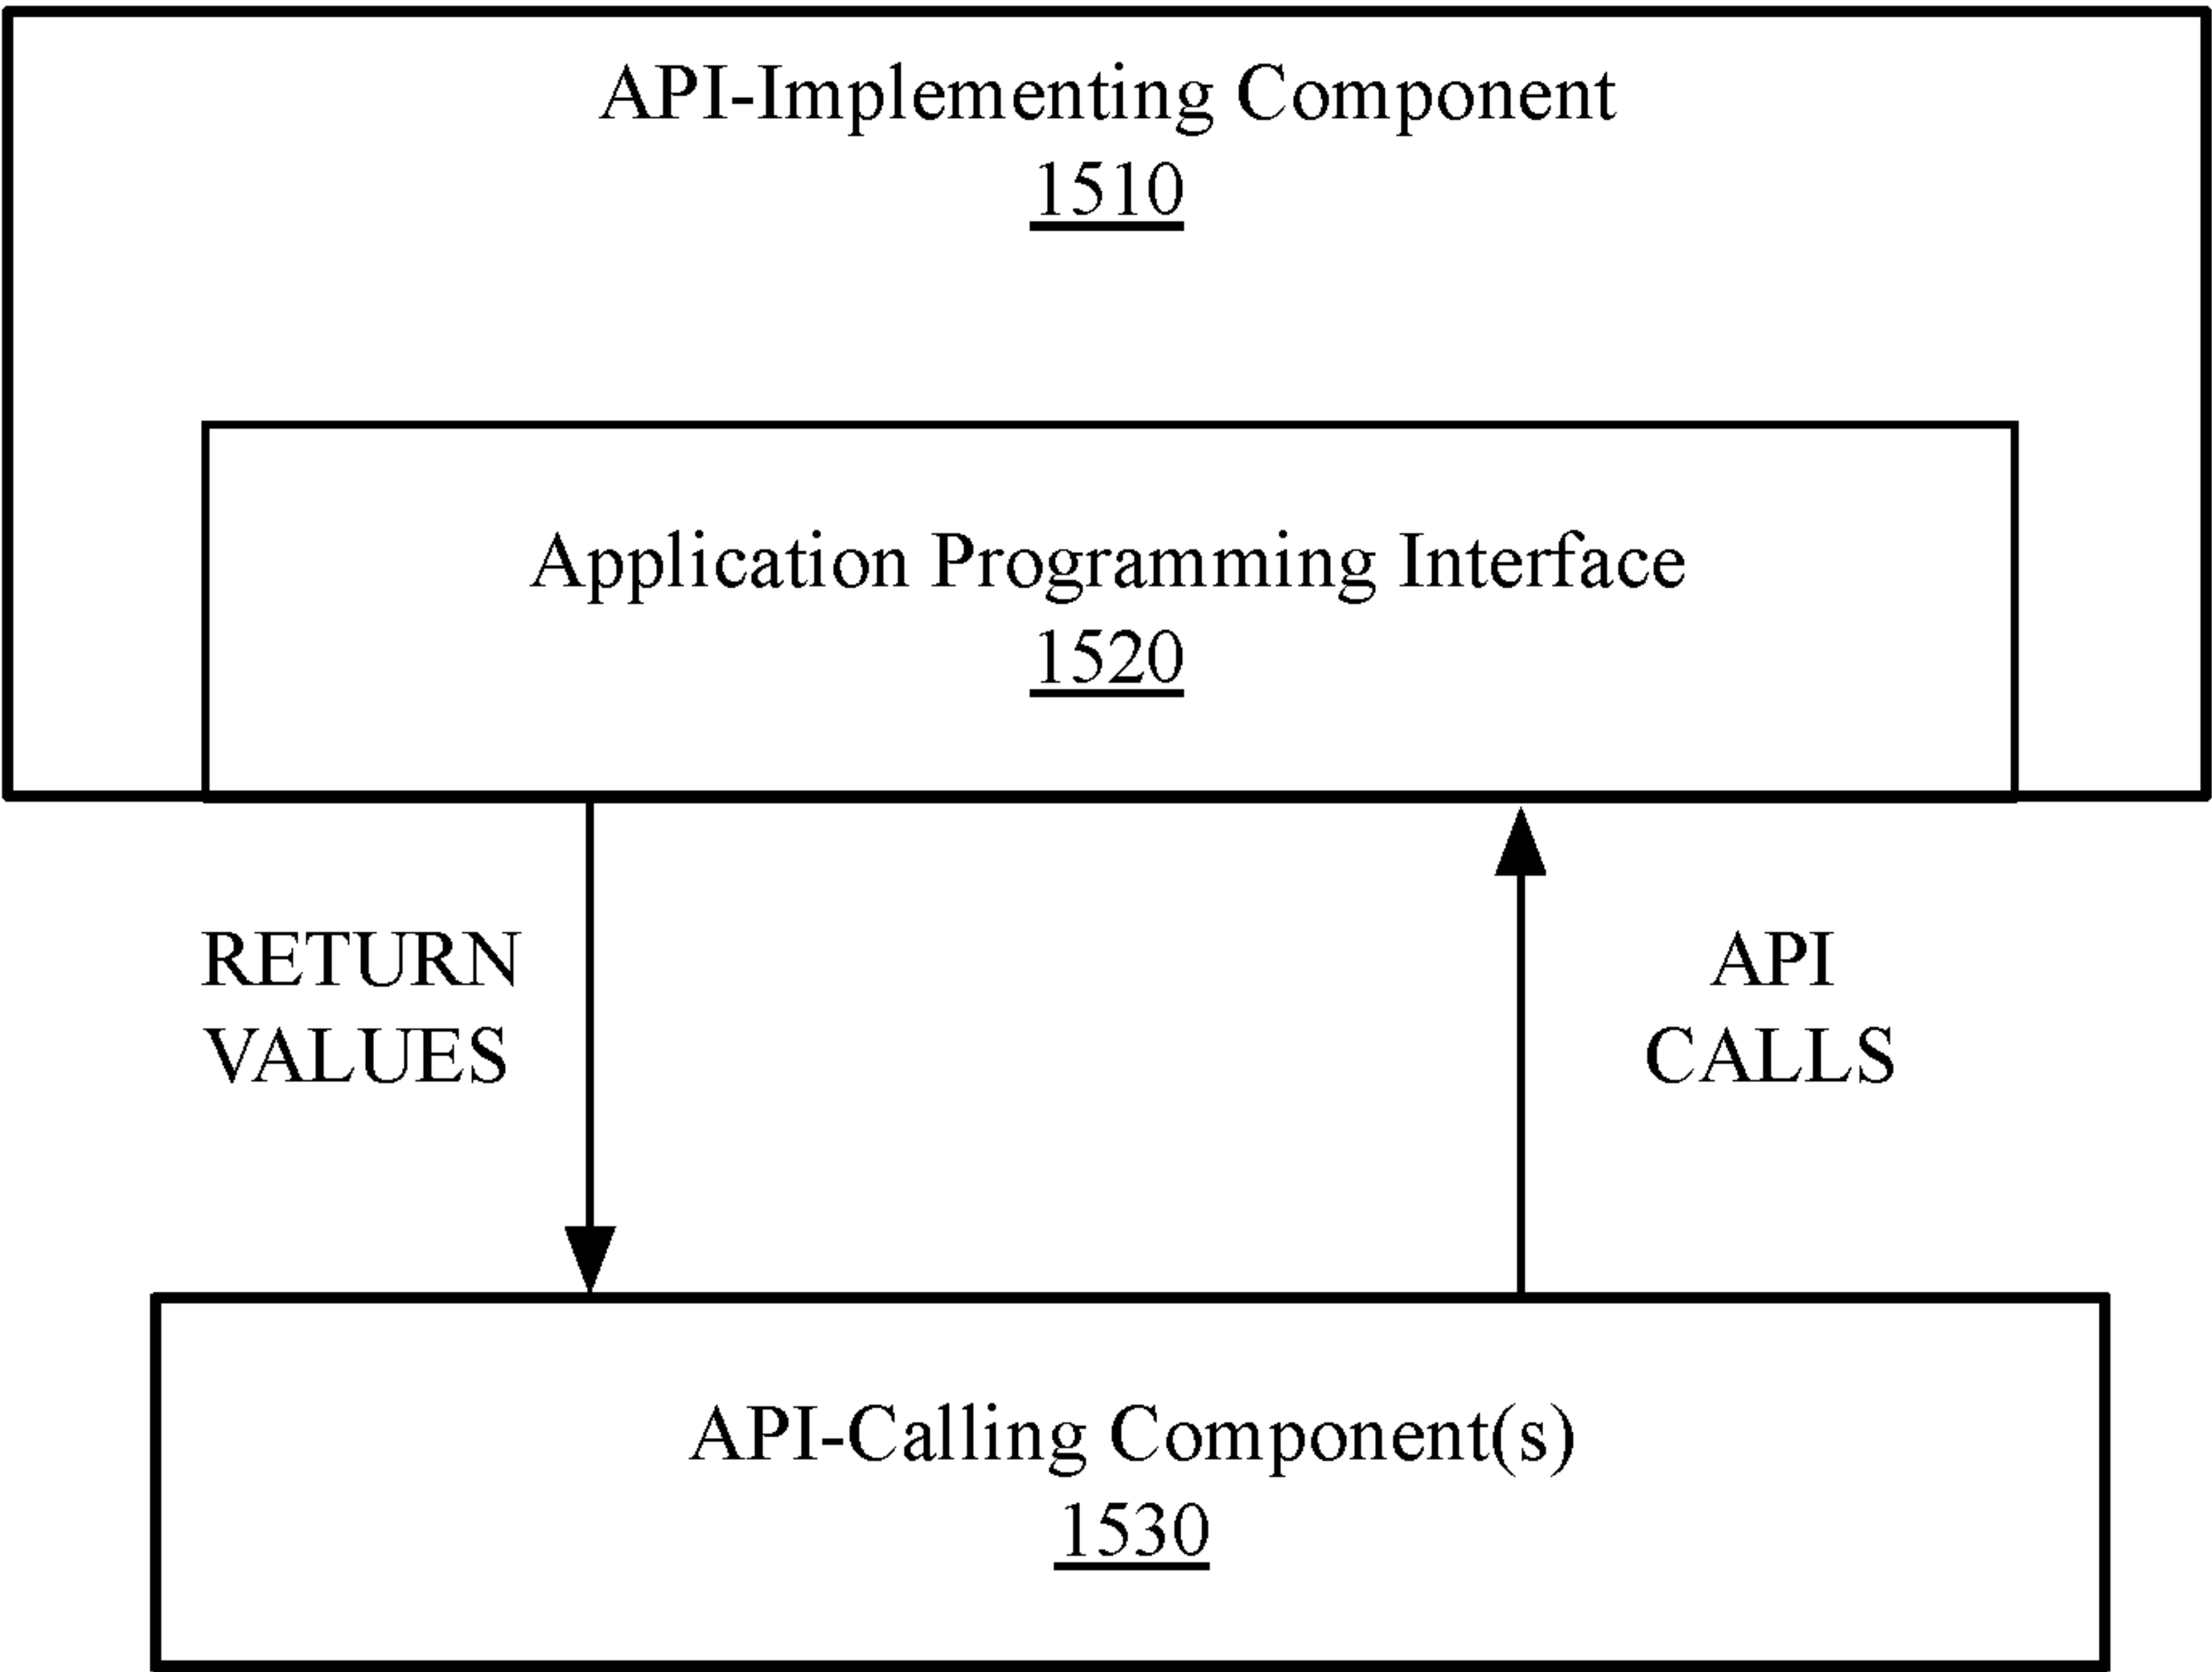 API-Implementing Component
1510
Application Programming Interface
1520
RETURN
VALUES
API
CALLS
API-Calling Component(s)
1530